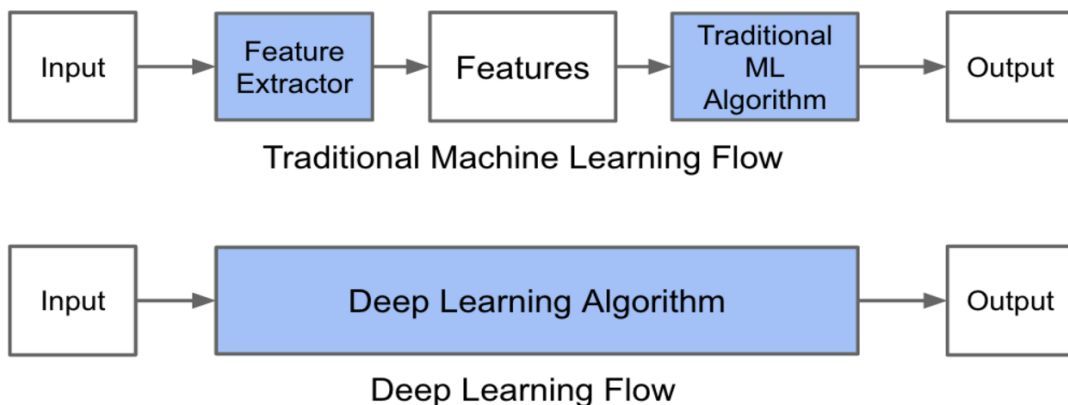 Input
Feature
Extractor
Features
Traditional
ML
Algorithm
Output
Traditional Machine Learning Flow
Input
Deep Learning Algorithm
Output
Deep Learning Flow